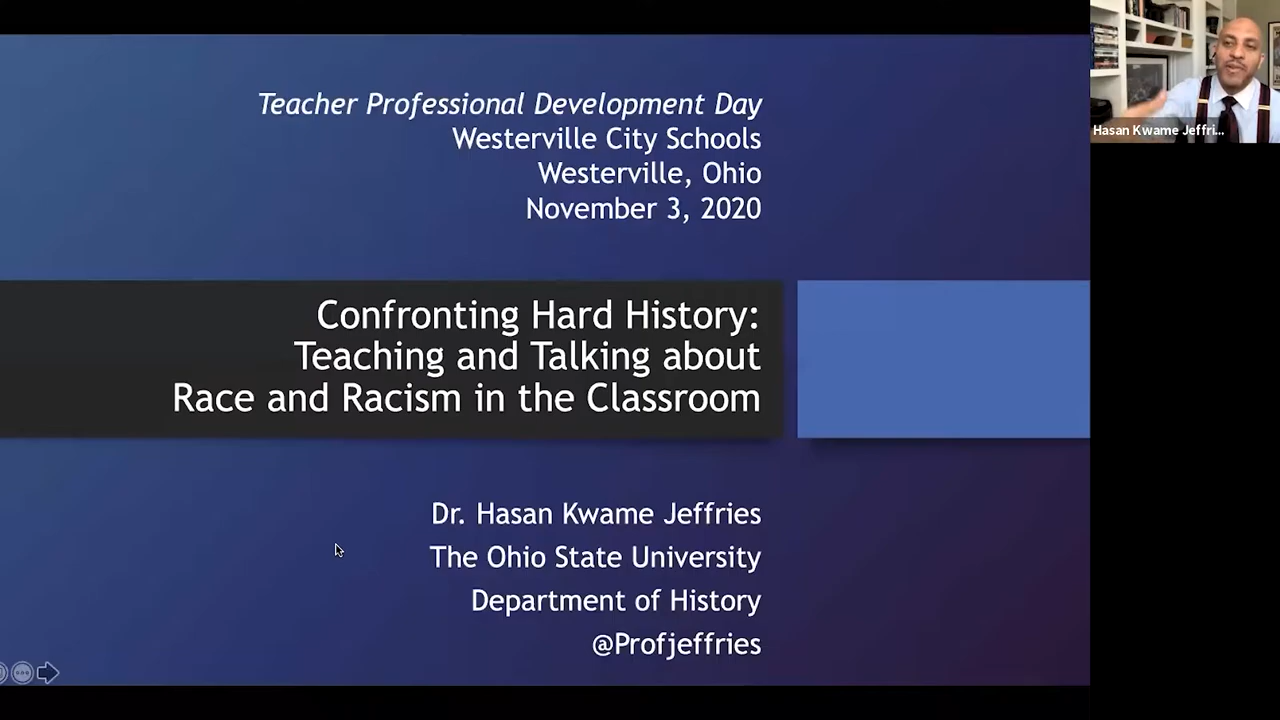 Teacher Professional Development Day
Westerville City Schools
Westerville, Ohio
November 3, 2020
Confronting Hard History:
Teaching and Talking about
Race and Racism in the Classroom
Dr. Hasan Kwame Jeffries
The Ohio State University
Department of History
@Profjeffries
Hasan Kwame Jeffri...